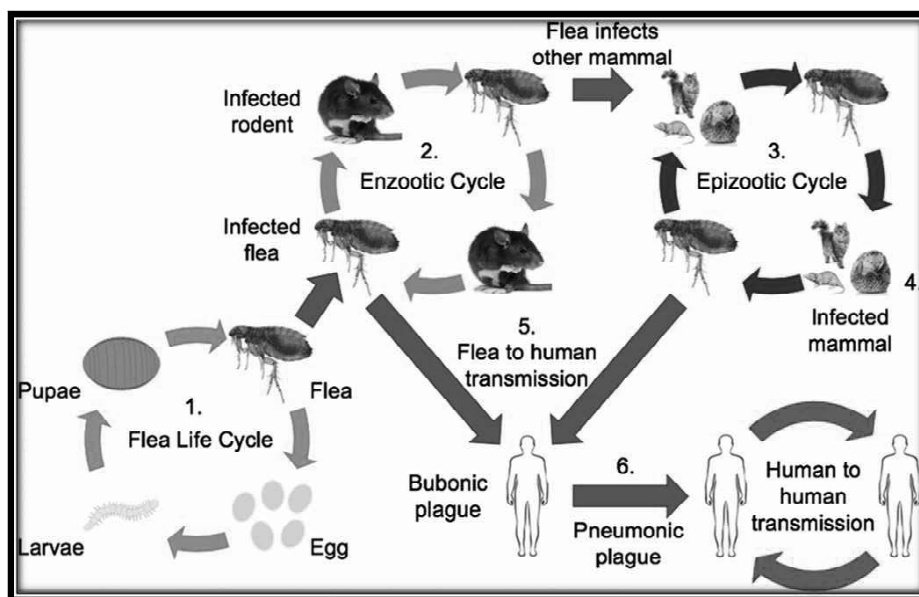 Flea infects
other mammal
Infected
rodent
2.
Enzootic Cycle
3.
Epizootic Cycle
Infected
flea
4.
Infected
mammal
5.
Flea to human
transmission
Pupae
Flea
1.
Flea Life Cycle
Larvae
Egg
Bubonic
plague
6.
Pneumonic
plague
Human to
human
transmission